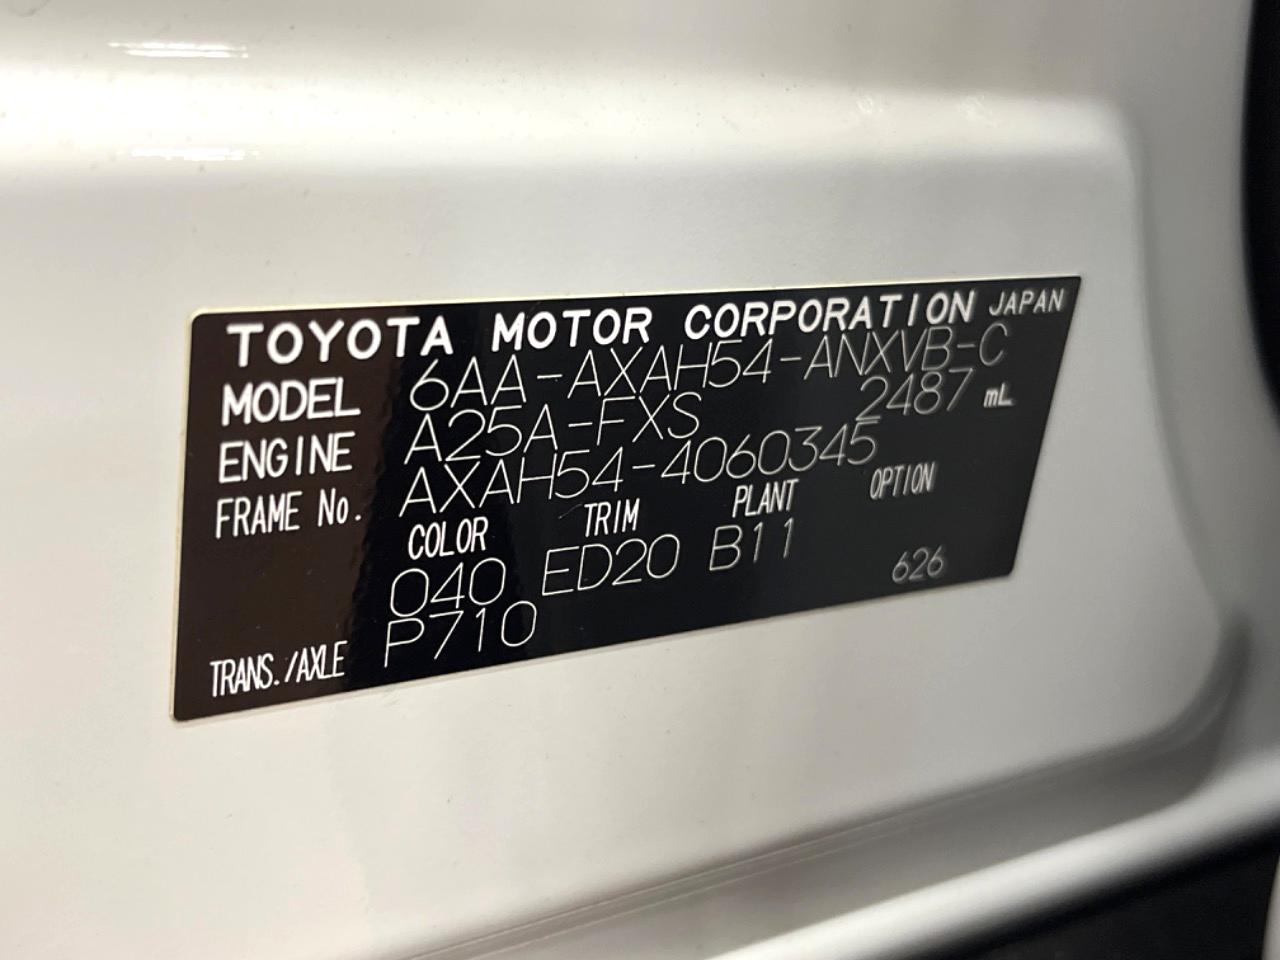 TOYOTA MOTOR CORPORATION JAPAN
MODEL 6AA-AXAH54-ANXVB-C
ENGINE A25A-FXS 2487 mL
FRAME No. AXAH54-4060345
COLOR TRIM PLANT OPTION
040 ED20 B11 626
TRANS./AXLE P710